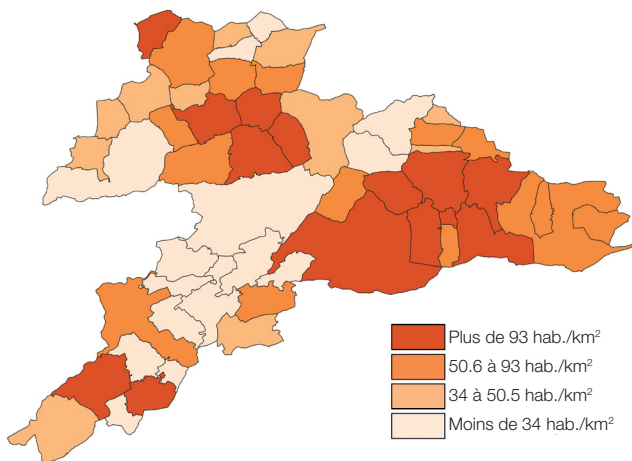 Plus de 93 hab./km²
50.6 à 93 hab./km²
34 à 50.5 hab./km²
Moins de 34 hab./km²